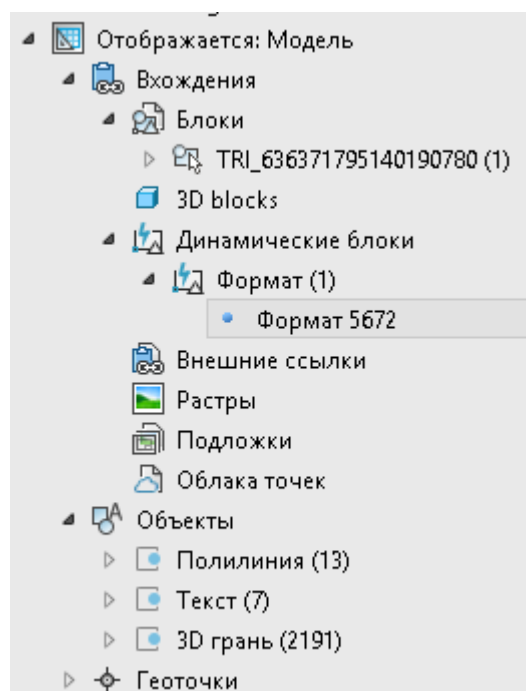 Отображается: Модель
Вхождения
Блоки
TRI_636371795140190780 (1)
3D blocks
Динамические блоки
Формат (1)
Формат 5672
Внешние ссылки
Растры
Подложки
Облака точек
Объекты
Полилиния (13)
Текст (7)
3D грань (2191)
Геоточки